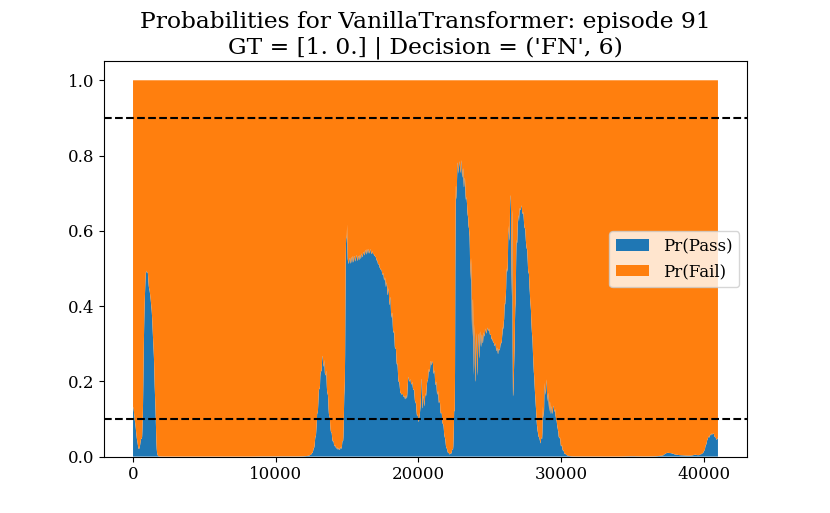 Probabilities for VanillaTransformer: episode 91
GT = [1. 0.] | Decision = ('FN', 6)
1.0
0.8
0.6
0.4
0.2
0.0
Pr(Pass)
Pr(Fail)
0
10000
20000
30000
40000